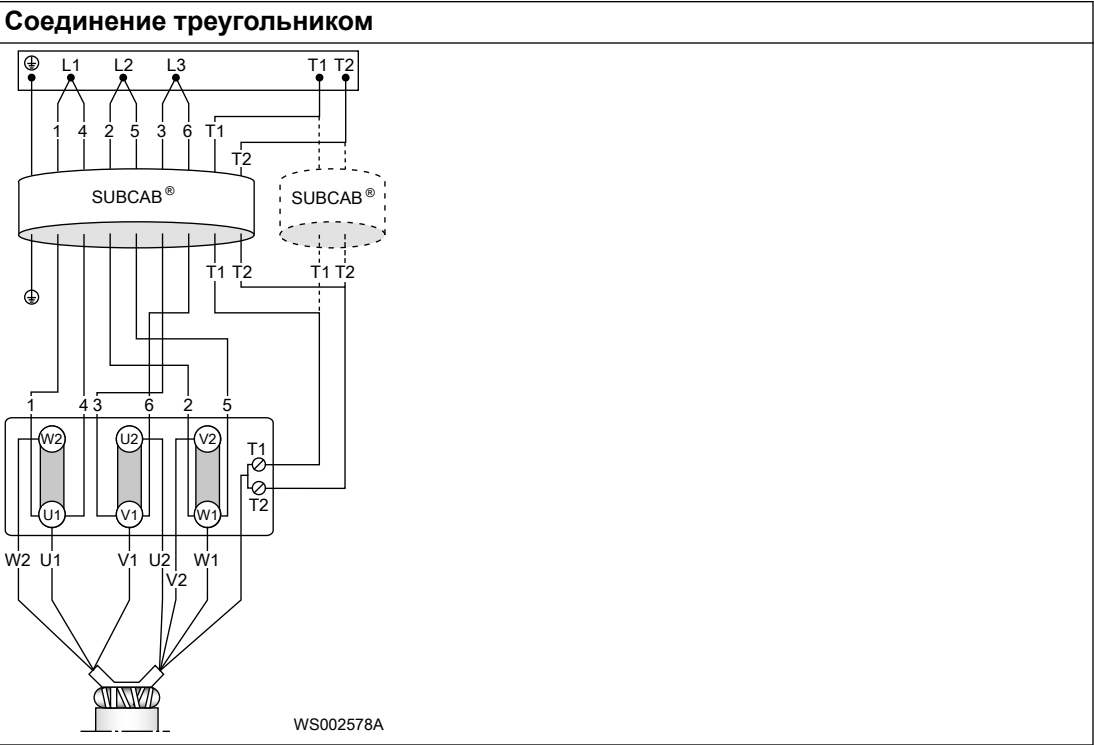 Соединение треугольником
L1 L2 L3 T1 T2
1 4 2 5 3 6 T1
T2
SUBCAB® SUBCAB®
T1 T2 T1 T2
1 4 3 6 2 5
W2 U2 V2
T1
U1 V1 W1
T2
W2 U1 V1 U2 W1
V2
WS002578A